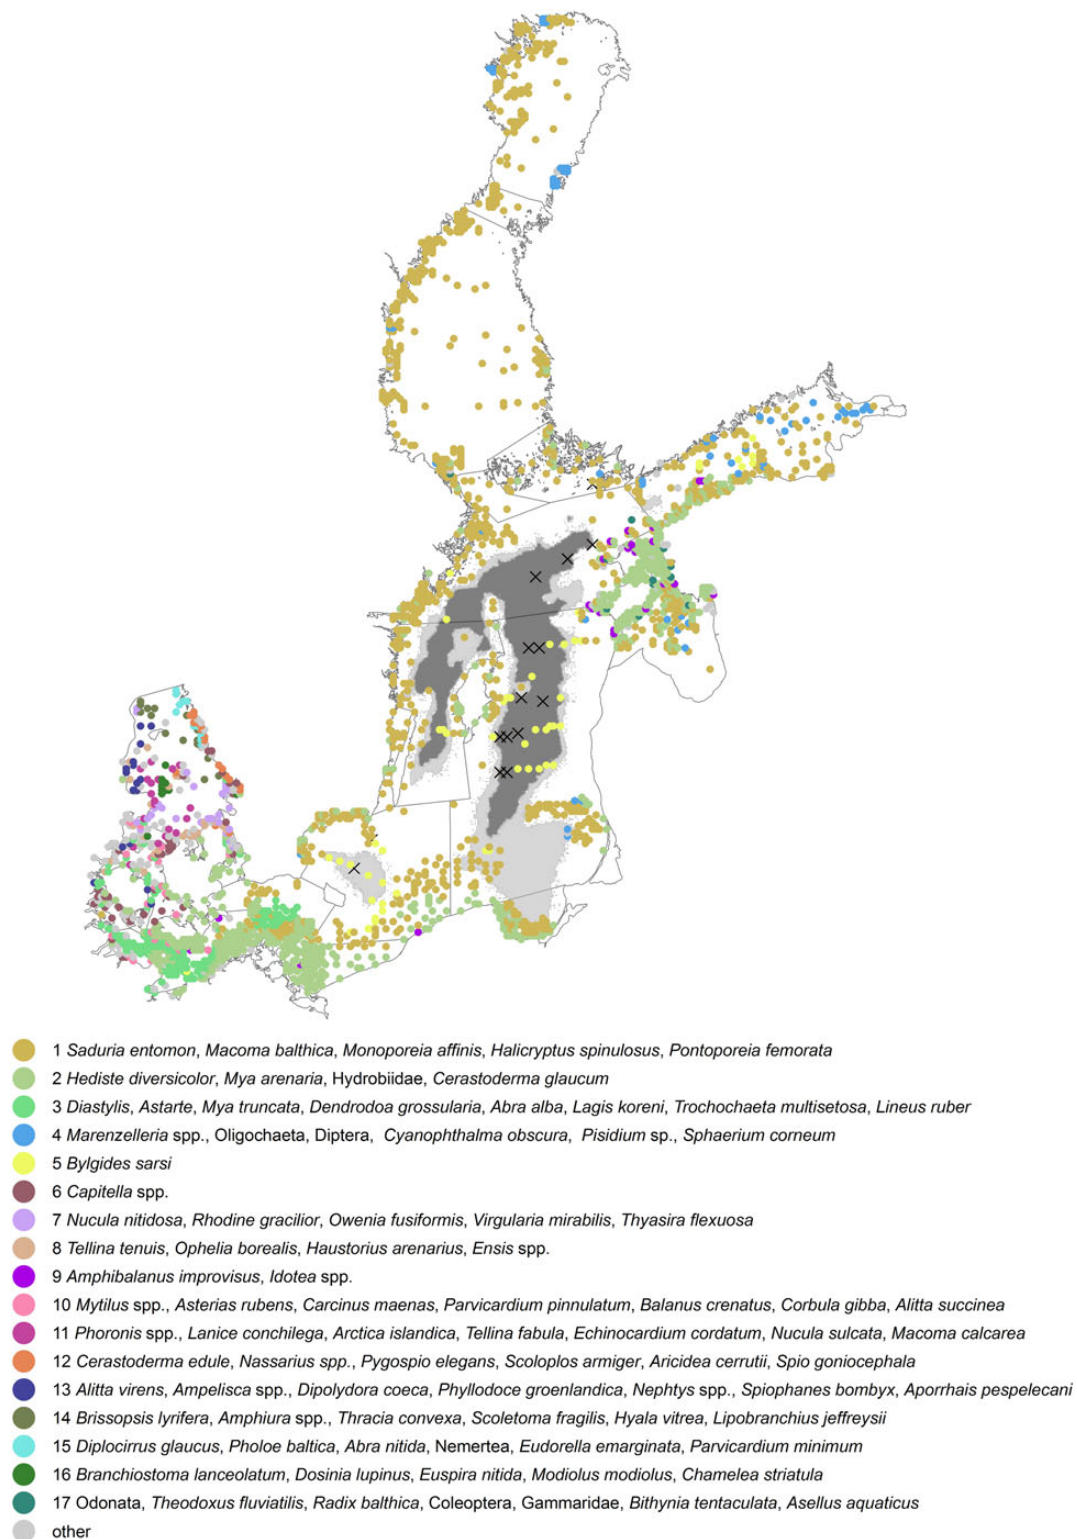 1 Saduria entomon, Macoma balthica, Monoporeia affinis, Halicryptus spinulosus, Pontoporeia femorata
2 Hediste diversicolor, Mya arenaria, Hydrobiidae, Cerastoderma glaucum
3 Diastylis, Astarte, Mya truncata, Dendrodoa grossularia, Abra alba, Lagis koreni, Trochochaeta multisetosa, Lineus ruber
4 Marenzelleria spp., Oligochaeta, Diptera, Cyanophthalma obscura, Pisidium sp., Sphaerium corneum
5 Bylgides sarsi
6 Capitella spp.
7 Nucula nitidosa, Rhodine gracilior, Owenia fusiformis, Virgularia mirabilis, Thyasira flexuosa
8 Tellina tenuis, Ophelia borealis, Haustorius arenarius, Ensis spp.
9 Amphibalanus improvisus, Idotea spp.
10 Mytilus spp., Asterias rubens, Carcinus maenas, Parvicardium pinnulatum, Balanus crenatus, Corbula gibba, Alitta succinea
11 Phoronis spp., Lanice conchilega, Arctica islandica, Tellina fabula, Echinocardium cordatum, Nucula sulcata, Macoma calcarea
12 Cerastoderma edule, Nassarius spp., Pygospio elegans, Scoloplos armiger, Aricidea cerrutii, Spio goniocephala
13 Alitta virens, Ampelisca spp., Dipolydora coeca, Phyllodoce groenlandica, Nephtys spp., Spiophanes bombyx, Aporrhais pespelecani
14 Brissopsis lyrifera, Amphiura spp., Thracia convexa, Scoletoma fragilis, Hyala vitrea, Lipobranchius jeffreysii
15 Diplocirrus glaucus, Pholoe baltica, Abra nitida, Nemertea, Eudorella emarginata, Parvicardium minimum
16 Branchiostoma lanceolatum, Dosinia lupinus, Euspira nitida, Modiolus modiolus, Chamelea striatula
17 Odonata, Theodoxus fluviatilis, Radix balthica, Coleoptera, Gammaridae, Bithynia tentaculata, Asellus aquaticus
other